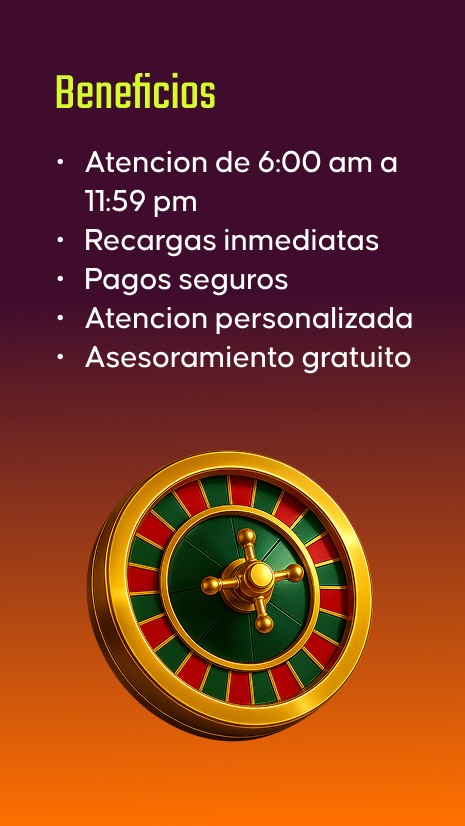 Beneficios
• Atencion de 6:00 am a
11:59 pm
• Recargas inmediatas
• Pagos seguros
• Atencion personalizada
• Asesoramiento gratuito